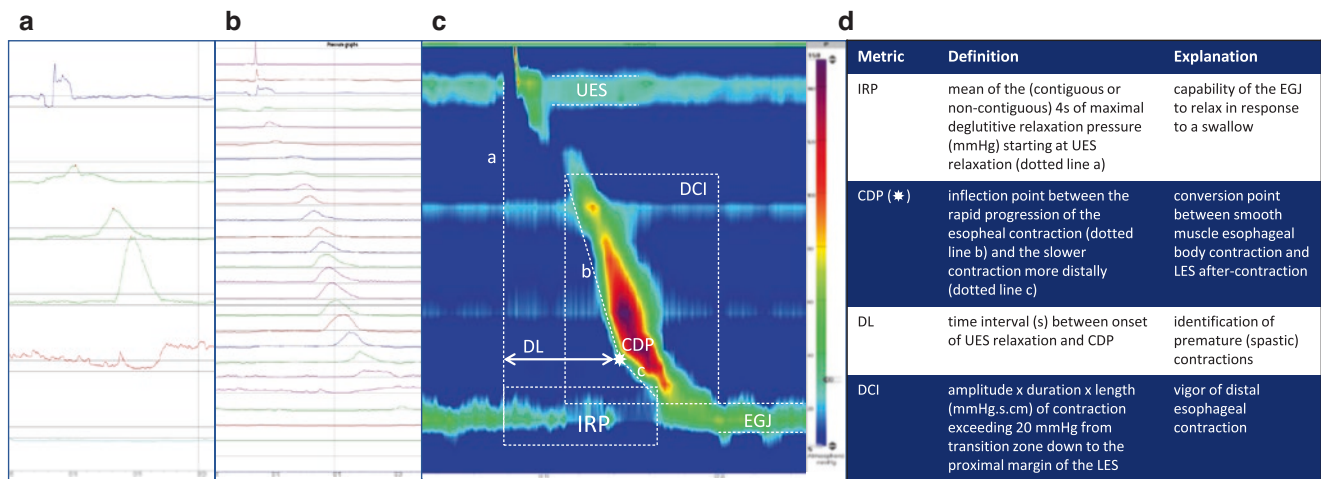 a
b
c
d
UES
a
DCI
b
DL
CDP
c
IRP
EGJ
Metric Definition Explanation
IRP
mean of the (contiguous or
non-contiguous) 4s of maximal
deglutitive relaxation pressure
(mmHg) starting at UES
relaxation (dotted line a)
capability of the EGJ
to relax in response
to a swallow
CDP (✷)
inflection point between the
rapid progression of the
esopheal contraction (dotted
line b) and the slower
contraction more distally
(dotted line c)
conversion point
between smooth
muscle esophageal
body contraction and
LES after-contraction
DL
time interval (s) between onset
of UES relaxation and CDP
identification of
premature (spastic)
contractions
DCI
amplitude x duration x length
(mmHg.s.cm) of contraction
exceeding 20 mmHg from
transition zone down to the
proximal margin of the LES
vigor of distal
esophageal
contraction